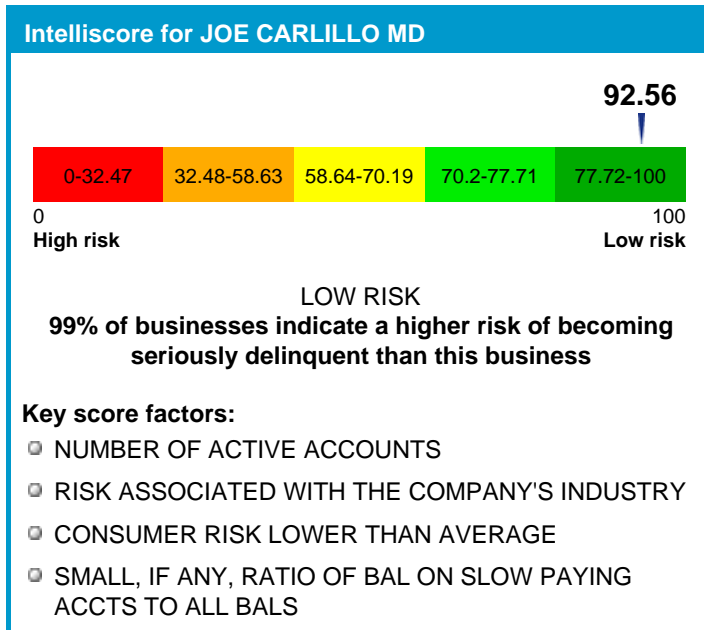 Intelliscore for JOE CARLILLO MD
92.56
0-32.47 32.48-58.63 58.64-70.19 70.2-77.71 77.72-100
0 100
High risk Low risk
LOW RISK
99% of businesses indicate a higher risk of becoming
seriously delinquent than this business
Key score factors:
NUMBER OF ACTIVE ACCOUNTS
RISK ASSOCIATED WITH THE COMPANY'S INDUSTRY
CONSUMER RISK LOWER THAN AVERAGE
SMALL, IF ANY, RATIO OF BAL ON SLOW PAYING
ACCTS TO ALL BALS